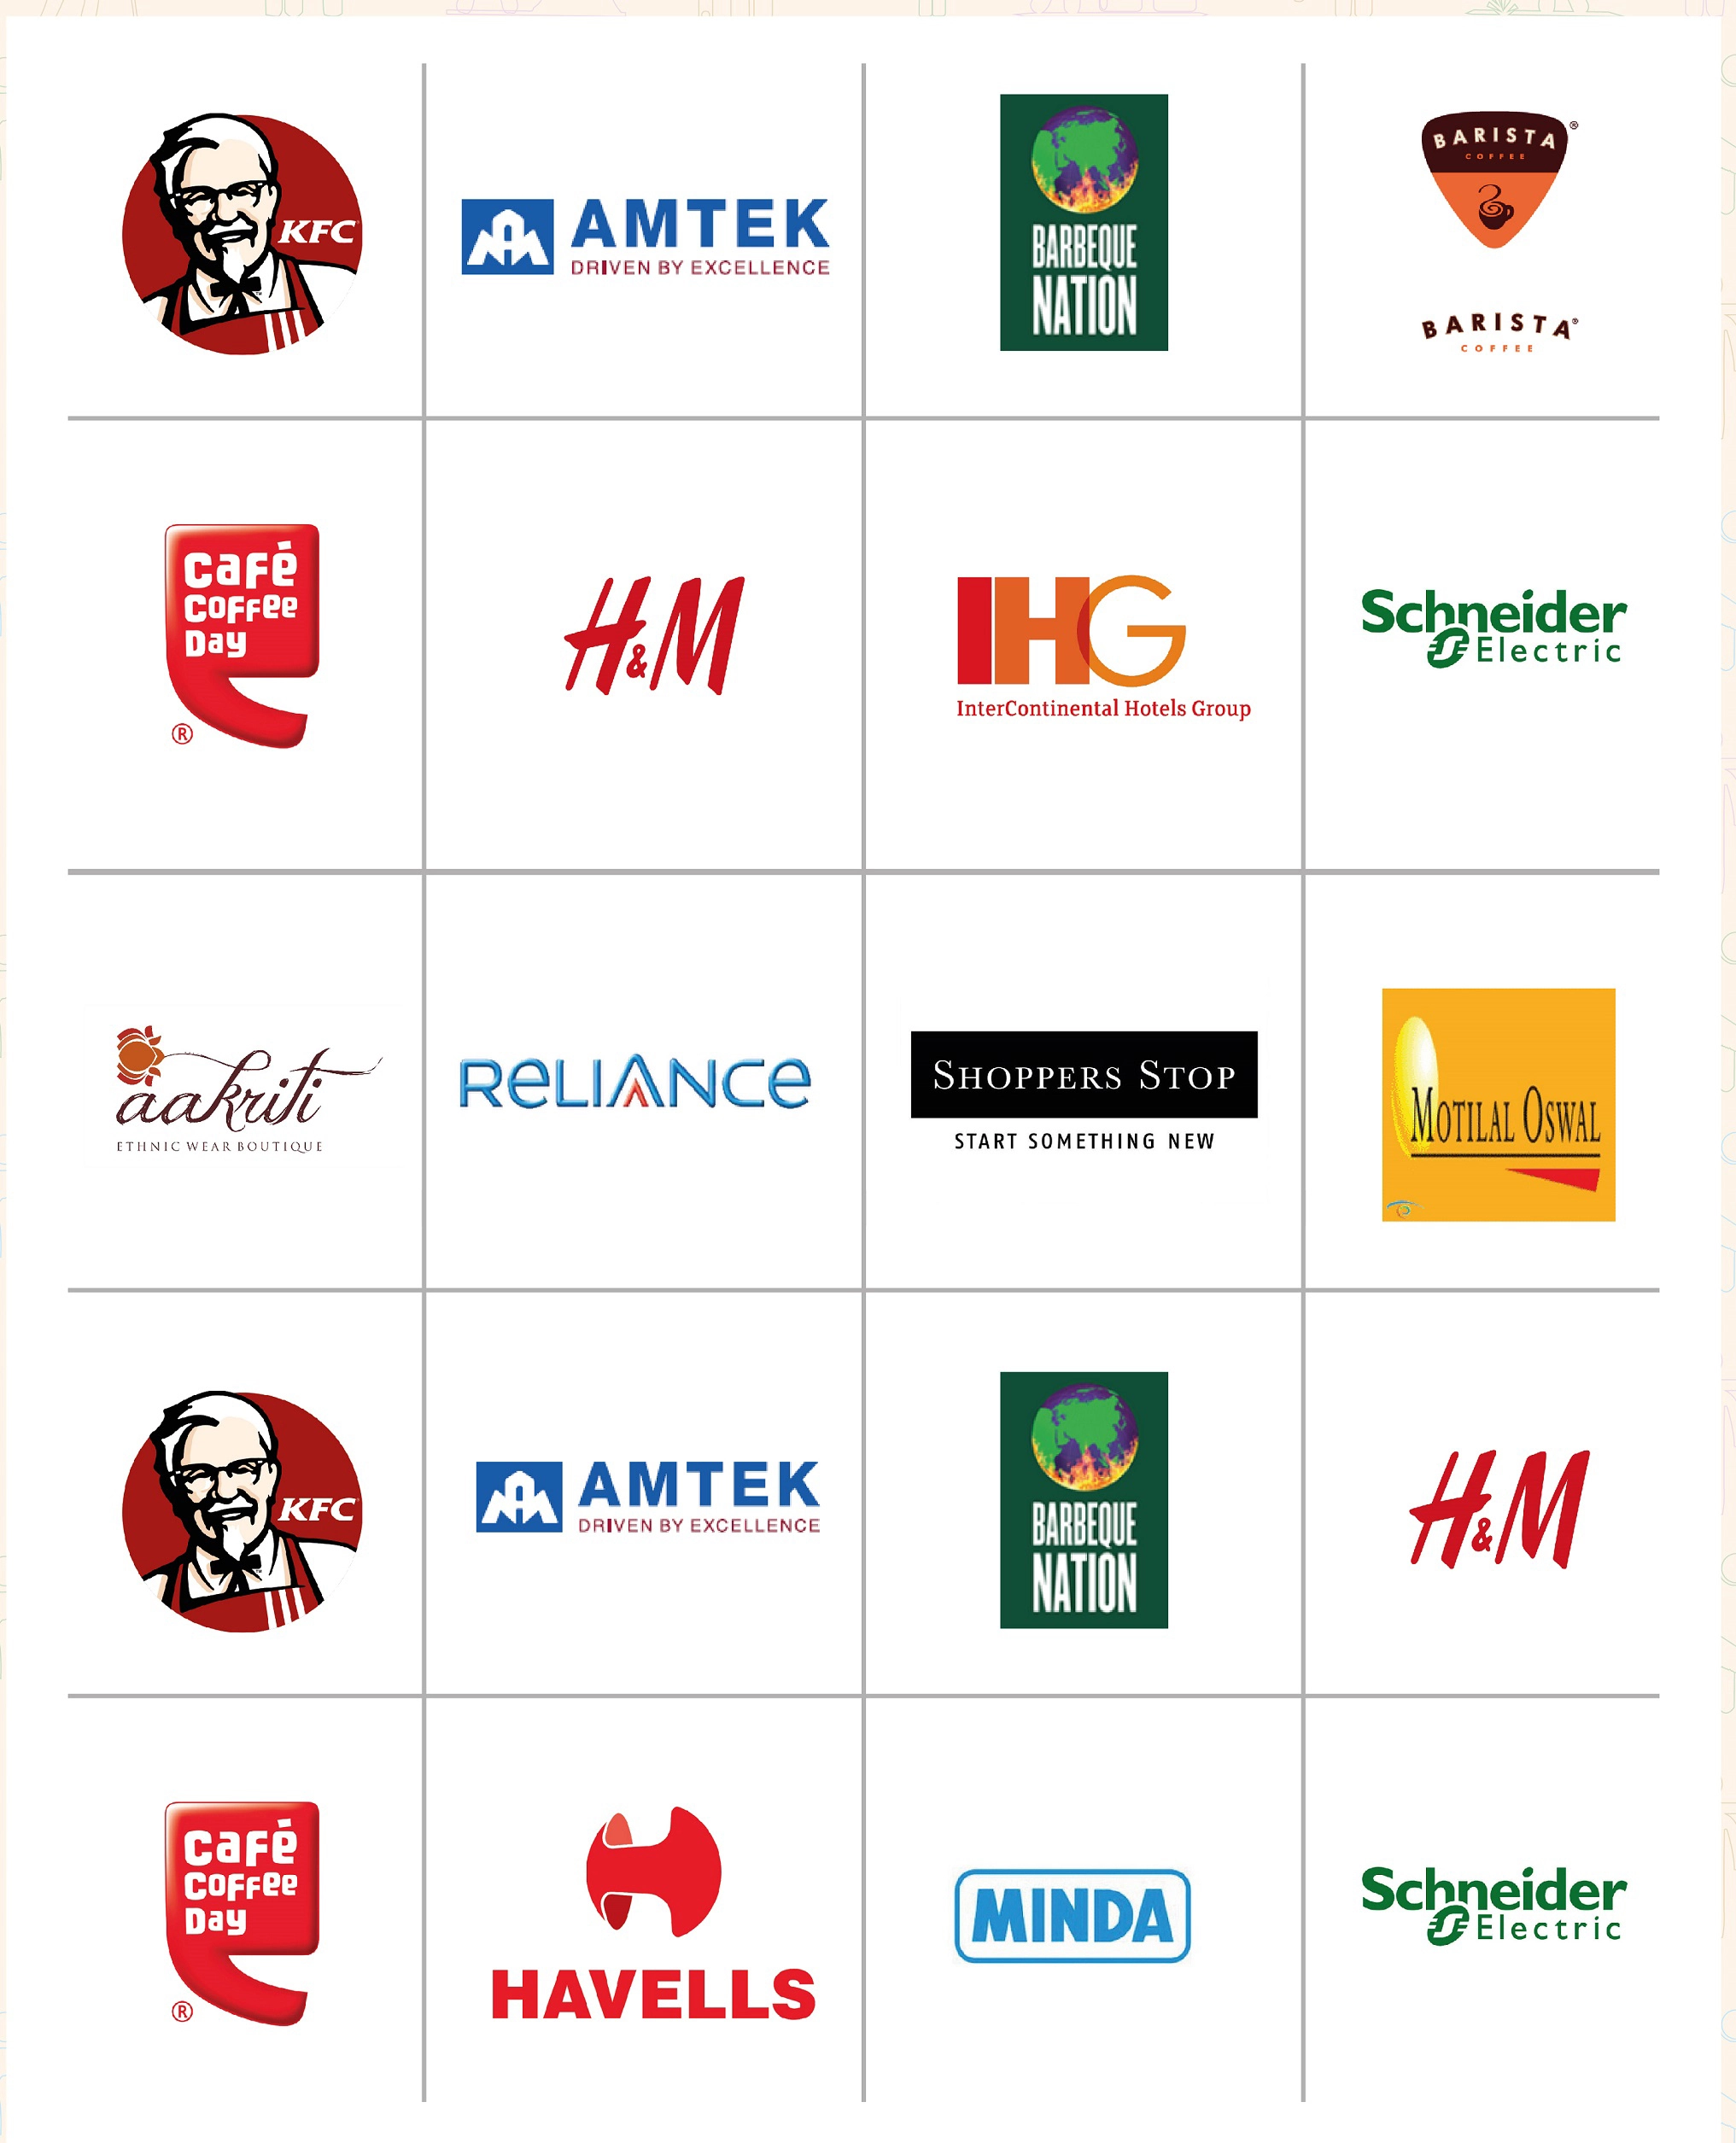 KFC
AMTEK
DRIVEN BY EXCELLENCE
BARBEQUE
NATION
BARISTA®
COFFEE
BARISTA®
COFFEE
café
coffee
Day
®
H&M
IHG
InterContinental Hotels Group
Schneider
Electric
aakriti
ETHNIC WEAR BOUTIQUE
RELIANCE
SHOPPERS STOP
START SOMETHING NEW
MOTILAL OSWAL
KFC
AMTEK
DRIVEN BY EXCELLENCE
BARBEQUE
NATION
H&M
café
coffee
Day
®
HAVELLS
MINDA
Schneider
Electric